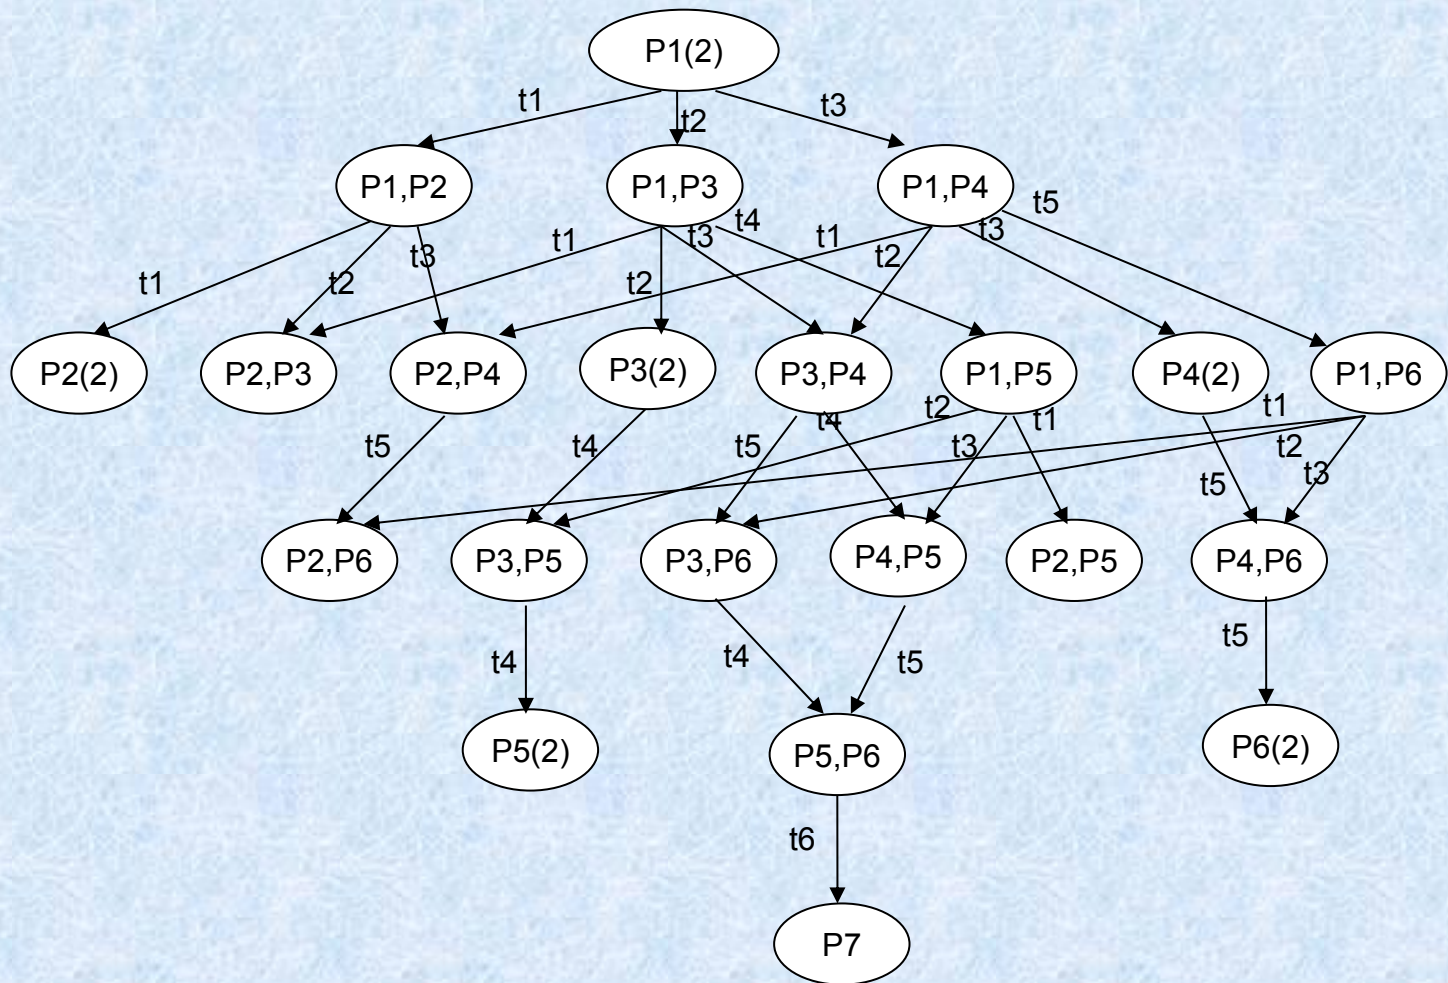 P1(2)
t1
t2
t3
P1,P2
P1,P3
P1,P4
t1
t2
t3
t1
t2
t3
t4
t1
t2
t3
t5
P2(2)
P2,P3
P2,P4
P3(2)
P3,P4
P1,P5
P4(2)
P1,P6
t5
t4
t5
t4
t2
t3
t1
t5
t1
t2
t3
P2,P6
P3,P5
P3,P6
P4,P5
P2,P5
P4,P6
t4
t4
t5
t5
P5(2)
P5,P6
P6(2)
t6
P7